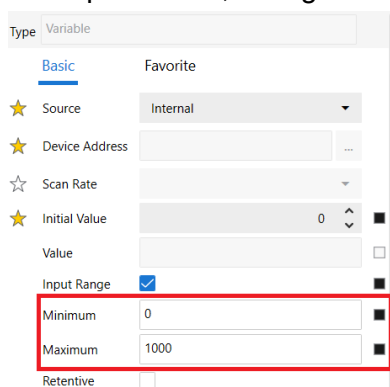 Type Variable
Basic Favorite
Source Internal
Device Address ...
Scan Rate
Initial Value 0
Value
Input Range
Minimum 0
Maximum 1000
Retentive